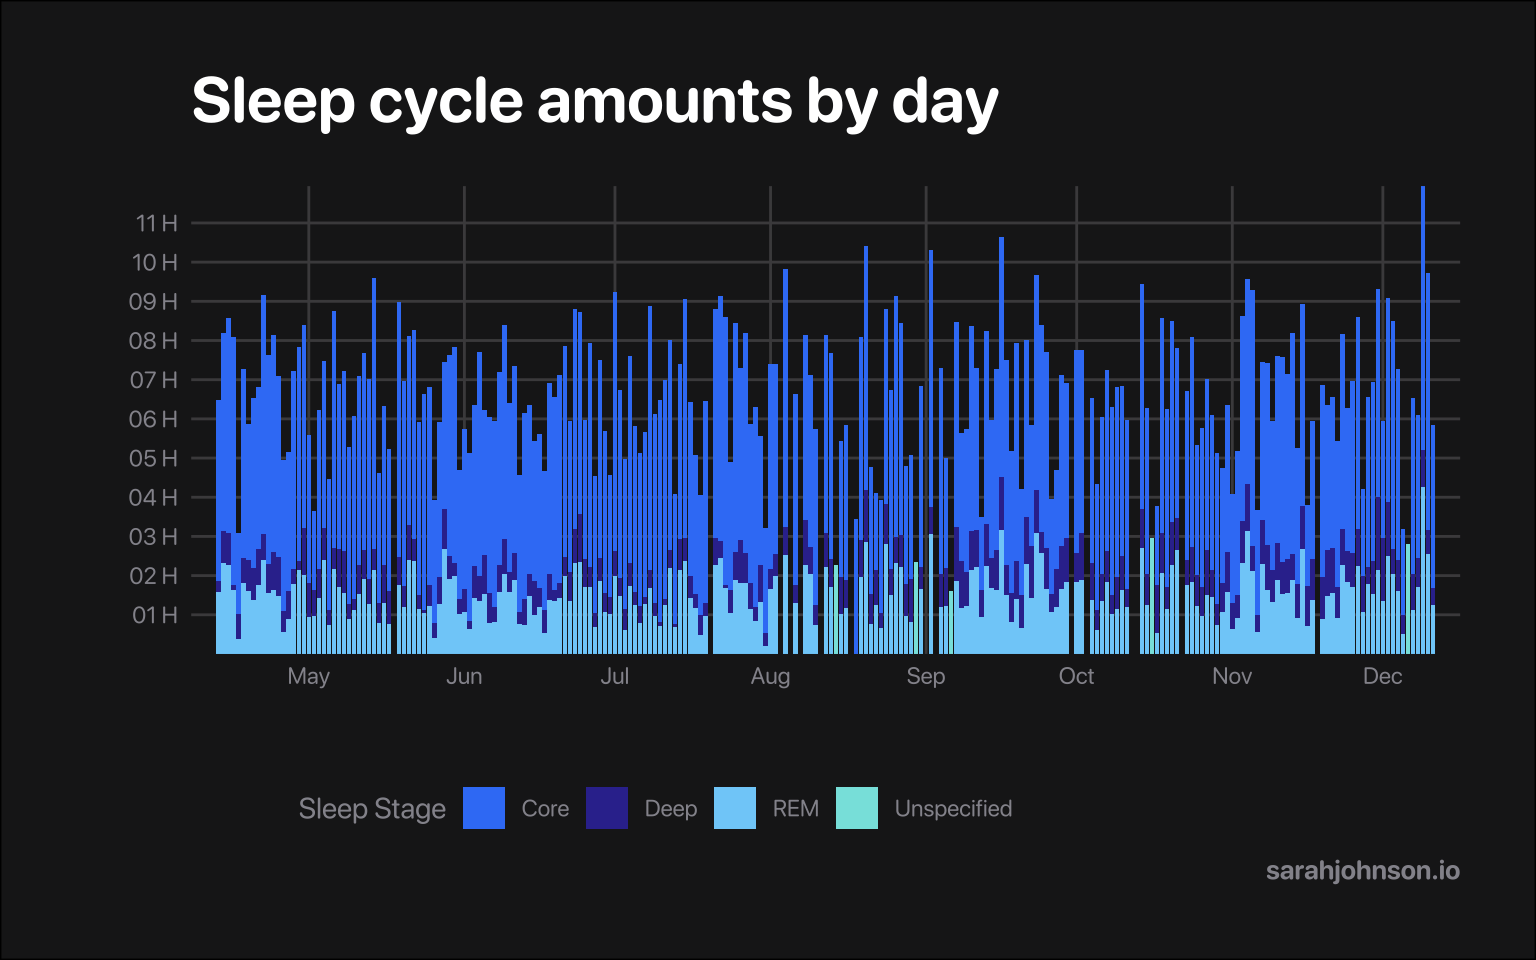 Sleep cycle amounts by day
11 H
10 H
09 H
08 H
07 H
06 H
05 H
04 H
03 H
02 H
01 H
May Jun Jul Aug Sep Oct Nov Dec
Sleep Stage Core Deep REM Unspecified
sarahjohnson.io